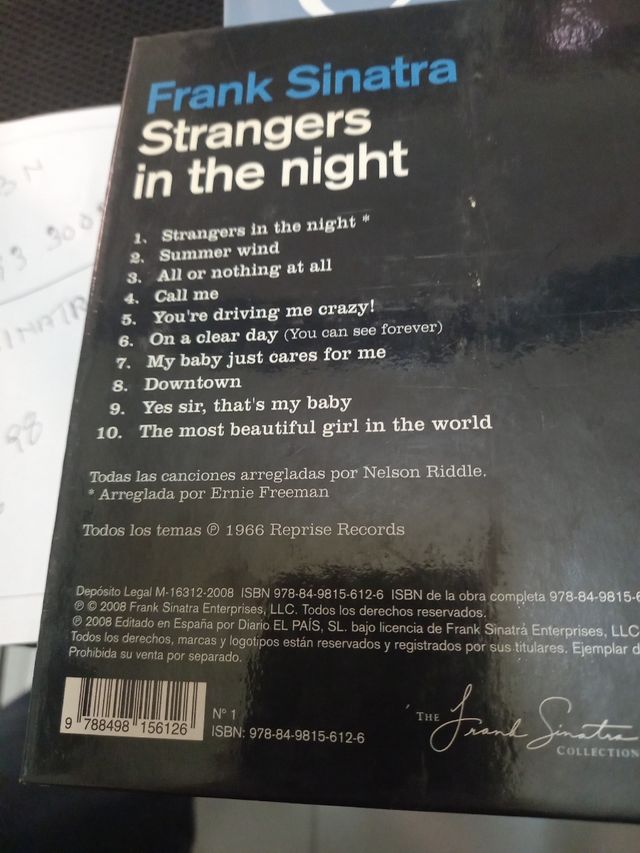 Frank Sinatra
Strangers
in the night
1. Strangers in the night *
2. Summer wind
3. All or nothing at all
4. Call me
5. You're driving me crazy!
6. On a clear day (You can see forever)
7. My baby just cares for me
8. Downtown
9. Yes sir, that's my baby
10. The most beautiful girl in the world
Todas las canciones arregladas por Nelson Riddle.
* Arreglada por Ernie Freeman
Todos los temas ℗ 1966 Reprise Records
Depósito Legal M-16312-2008 ISBN 978-84-9815-612-6 ISBN de la obra completa 978-84-9815-6
℗ © 2008 Frank Sinatra Enterprises, LLC. Todos los derechos reservados.
℗ 2008 Editado en España por Diario EL PAÍS, SL. bajo licencia de Frank Sinatra Enterprises, LLC
Todos los derechos, marcas y logotipos están reservados y registrados por sus titulares. Ejemplar d
Prohibida su venta por separado.
9 788498 156126
Nº 1
ISBN: 978-84-9815-612-6
THE Frank Sinatra
COLLECTION